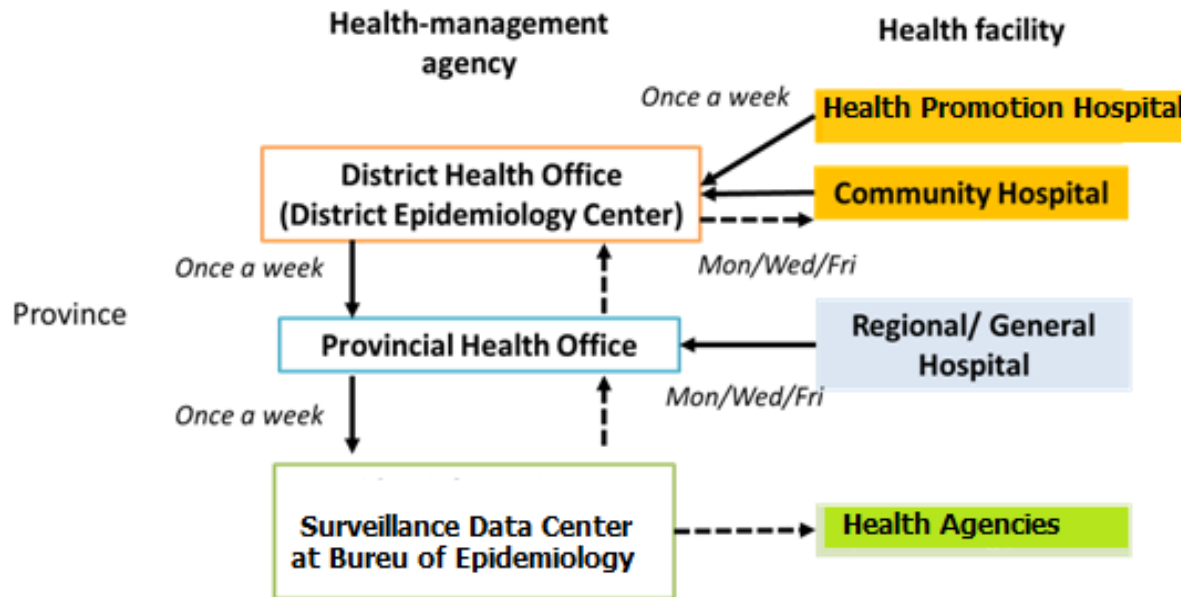 Health-management
agency
Health facility
Once a week
Health Promotion Hospital
District Health Office
(District Epidemiology Center)
Community Hospital
Once a week
Mon/Wed/Fri
Province
Provincial Health Office
Regional/ General
Hospital
Once a week
Mon/Wed/Fri
Surveillance Data Center
at Bureu of Epidemiology
Health Agencies